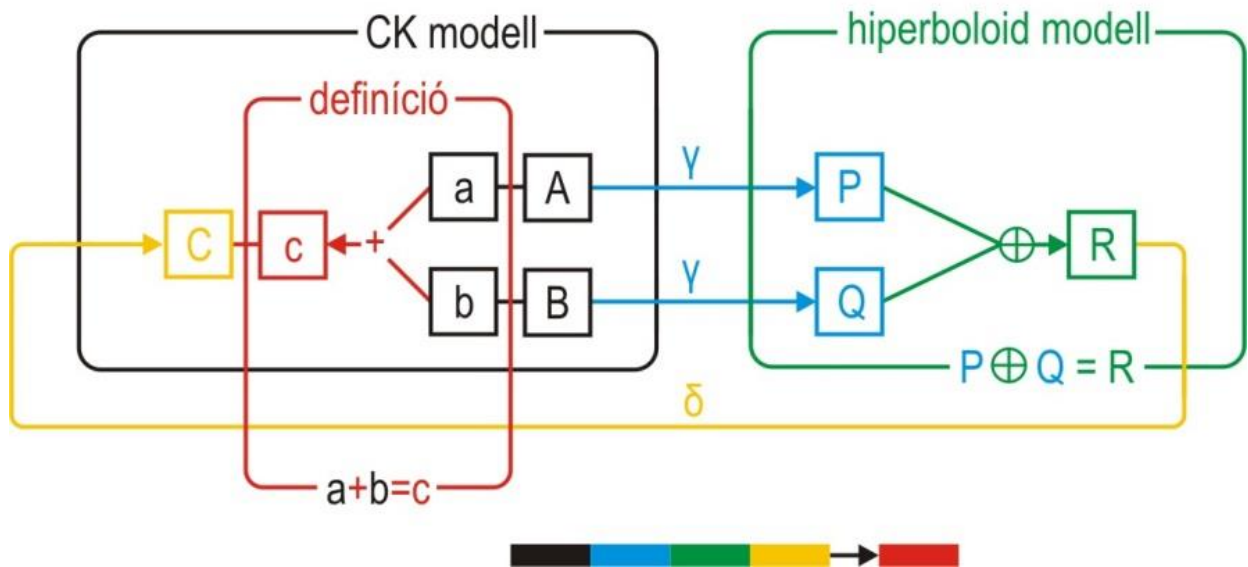 CK modell
hiperboloid modell
definíció
a
A
γ
P
C
c
+
⊕
R
b
B
γ
Q
P ⊕ Q = R
δ
a+b=c